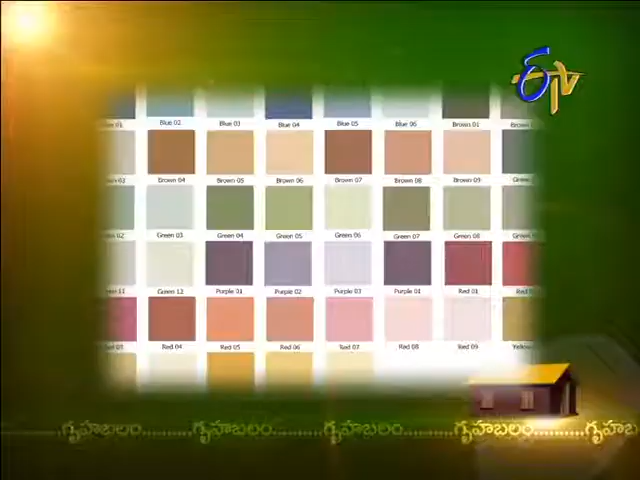 ETV
Blue 02 Blue 03 Blue 04 Blue 05 Blue 06 Brown 01
Brown 04 Brown 05 Brown 06 Brown 07 Brown 08 Brown 09
Green 03 Green 04 Green 05 Green 06 Green 07 Green 08
Green 12 Purple 01 Purple 02 Purple 03 Purple 01 Red 01
Red 04 Red 05 Red 06 Red 07 Red 08 Red 09
గృహబలం........గృహబలం........గృహబలం........గృహబలం........గృహబ